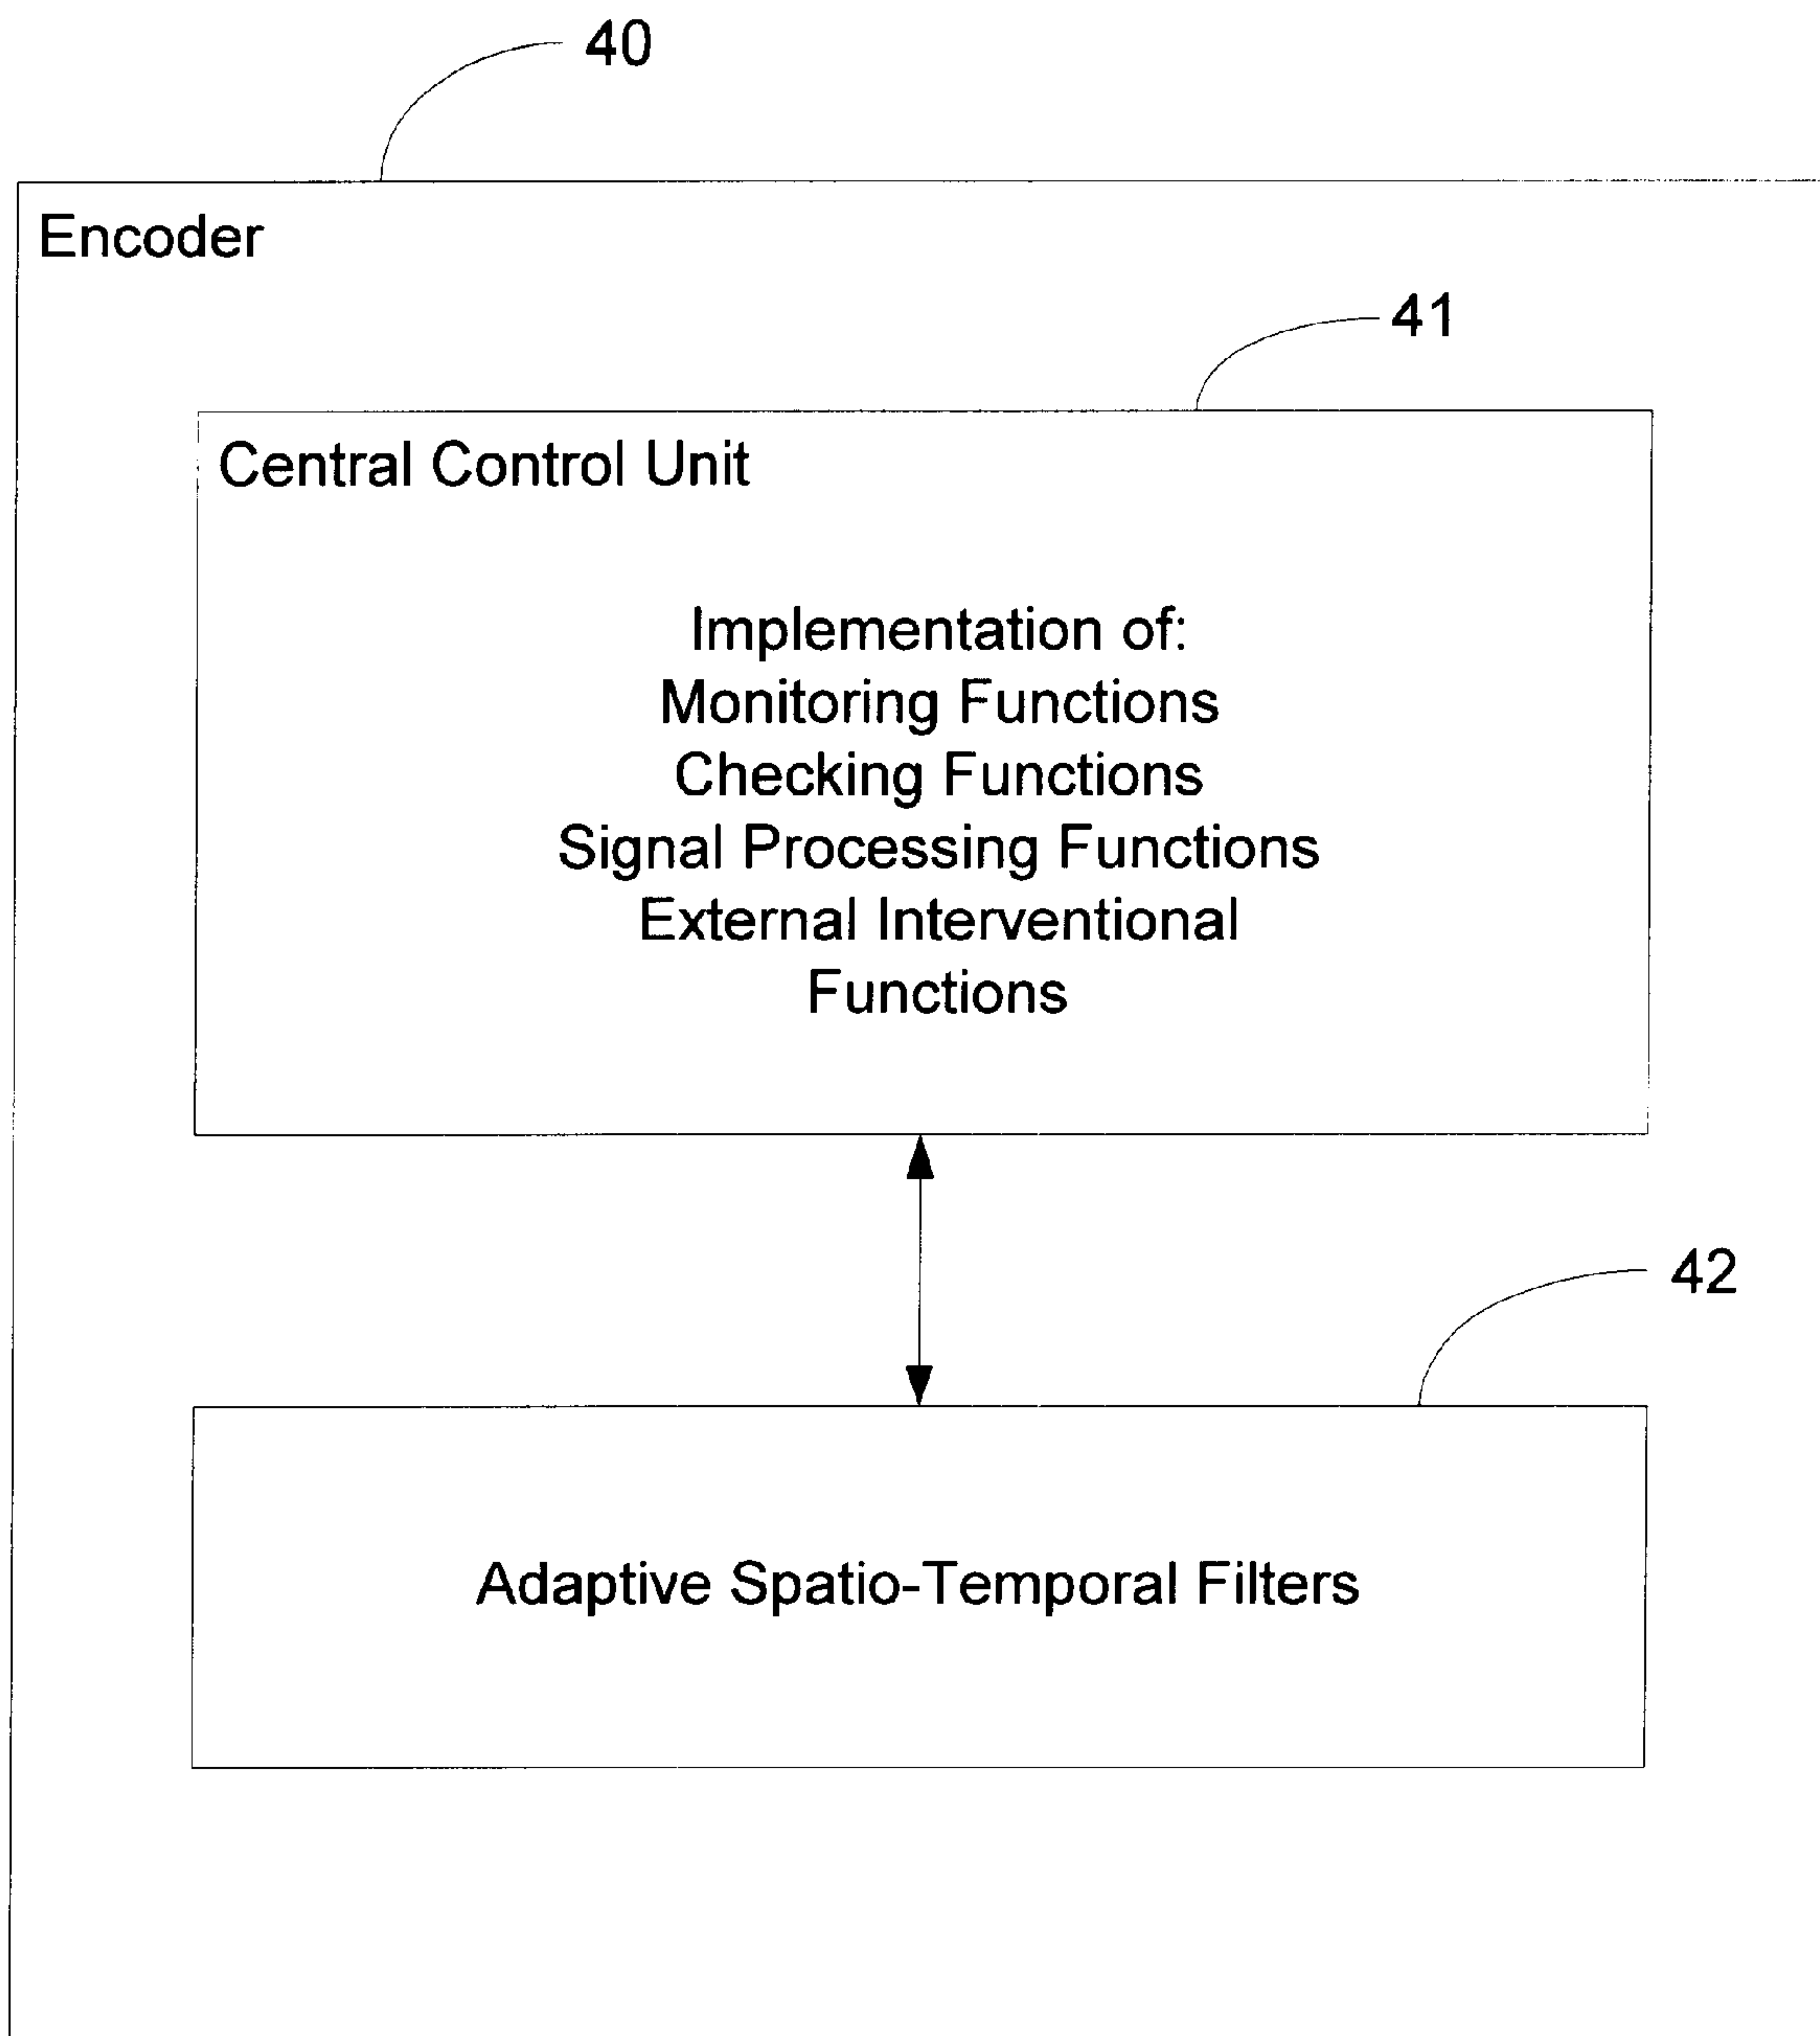 40
Encoder
41
Central Control Unit
Implementation of:
Monitoring Functions
Checking Functions
Signal Processing Functions
External Interventional
Functions
42
Adaptive Spatio-Temporal Filters